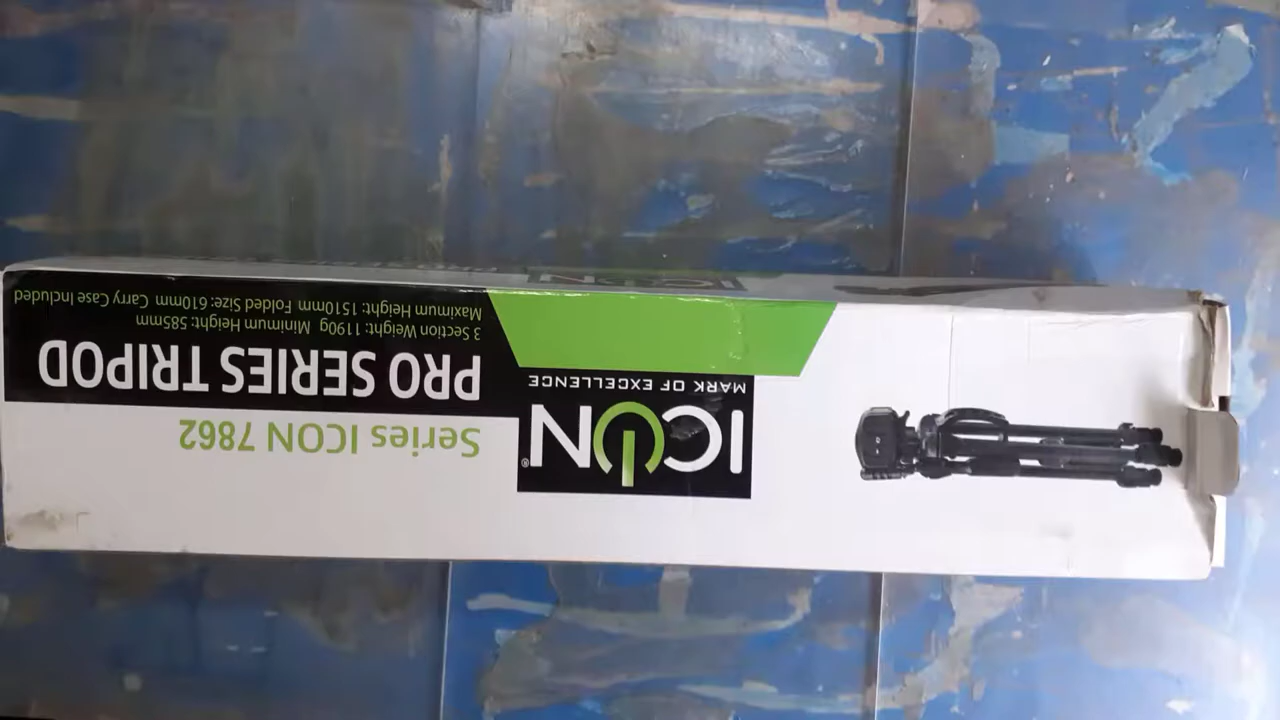 ICON®
MARK OF EXCELLENCE
Series ICON 7862
PRO SERIES TRIPOD
3 Section Weight: 1190g Minimum Height: 585mm
Maximum Height: 1510mm Folded Size: 610mm Carry Case Included
ICON